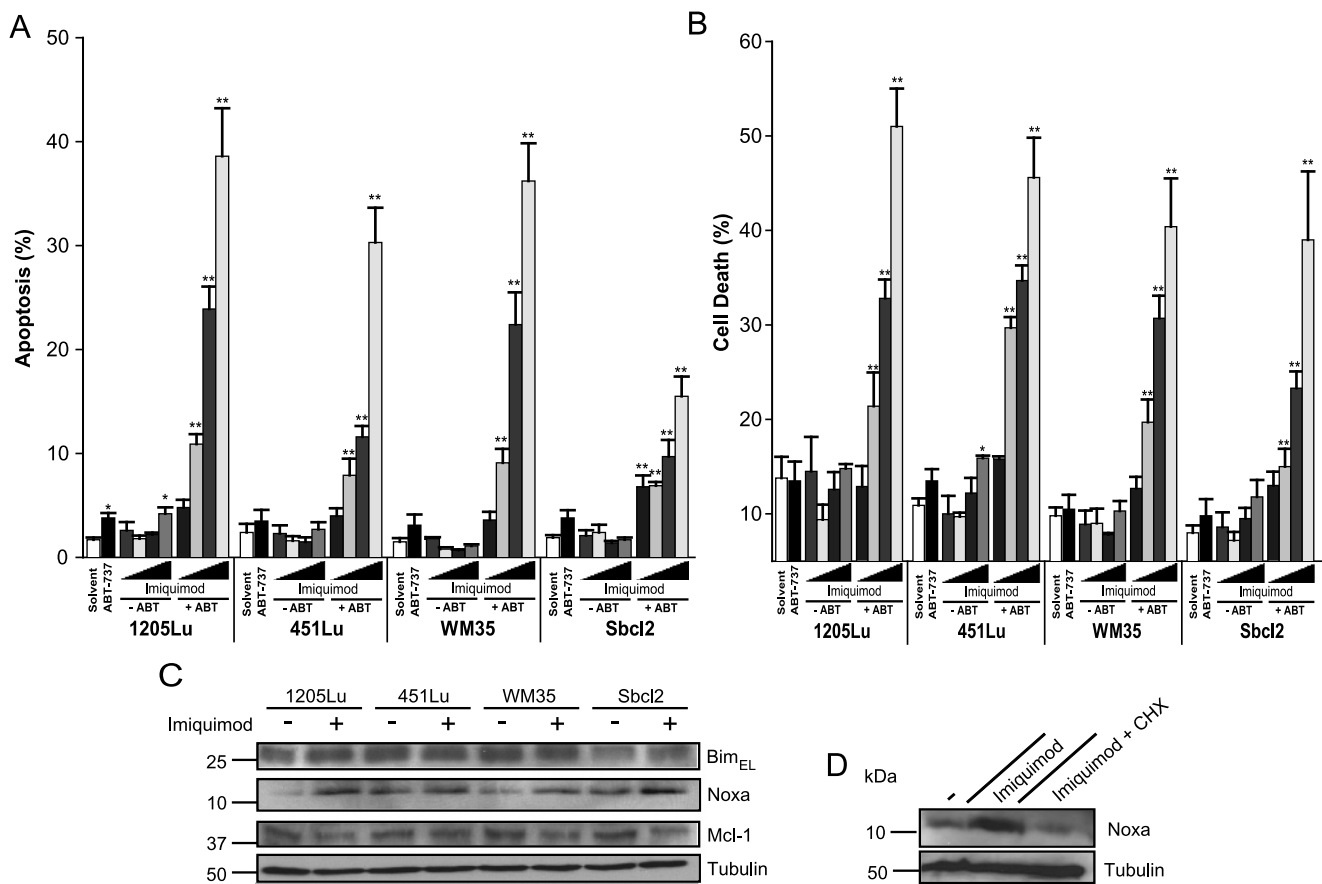 A
Apoptosis (%)
50
40
30
20
10
0
**
**
**
*
*
**
**
**
**
**
**
**
**
**
**
**
Solvent
ABT-737
Imiquimod
- ABT
+ ABT
1205Lu
Solvent
ABT-737
Imiquimod
- ABT
+ ABT
451Lu
Solvent
ABT-737
Imiquimod
- ABT
+ ABT
WM35
Solvent
ABT-737
Imiquimod
- ABT
+ ABT
Sbcl2
B
Cell Death (%)
60
50
40
30
20
10
**
**
**
*
**
**
**
**
**
**
**
**
**
Solvent
ABT-737
Imiquimod
- ABT
+ ABT
1205Lu
Solvent
ABT-737
Imiquimod
- ABT
+ ABT
451Lu
Solvent
ABT-737
Imiquimod
- ABT
+ ABT
WM35
Solvent
ABT-737
Imiquimod
- ABT
+ ABT
Sbcl2
C
1205Lu 451Lu WM35 Sbcl2
Imiquimod - + - + - + - +
25 BimEL
10 Noxa
37 Mcl-1
50 Tubulin
D
kDa - Imiquimod Imiquimod + CHX
10 Noxa
50 Tubulin